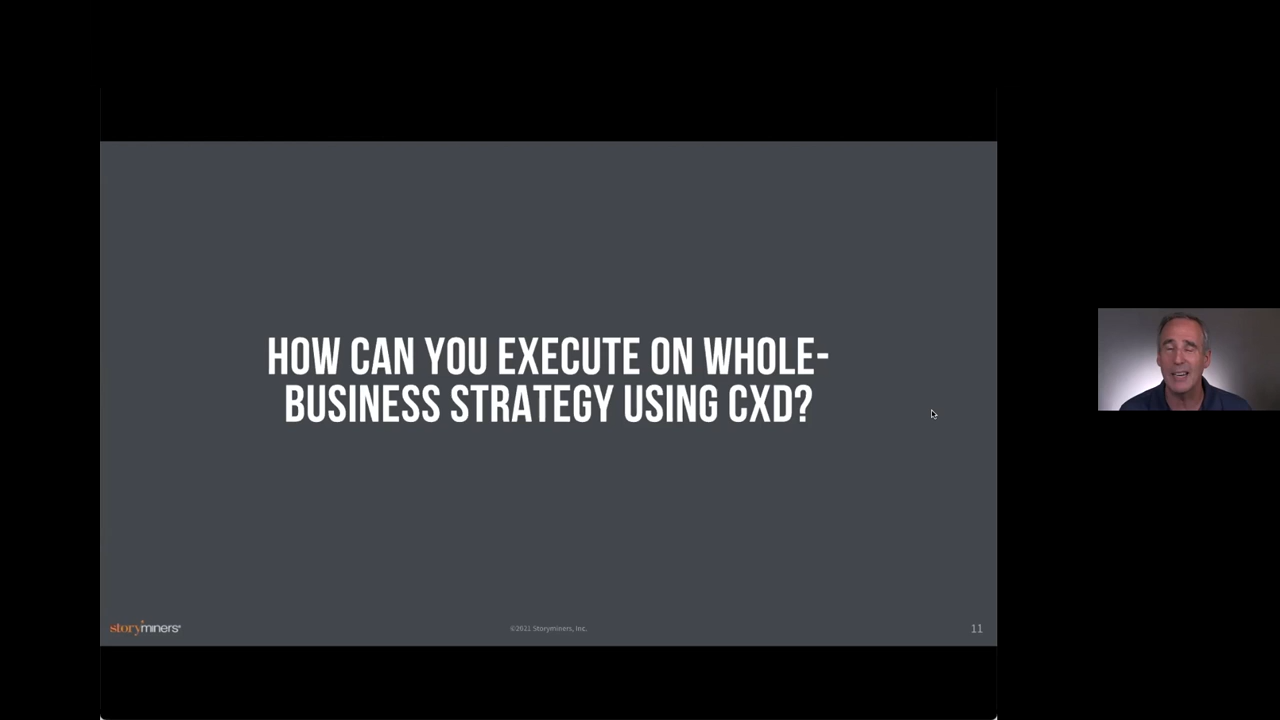 HOW CAN YOU EXECUTE ON WHOLE-
BUSINESS STRATEGY USING CXD?
storyminers®
©2021 Storyminers, Inc.
11